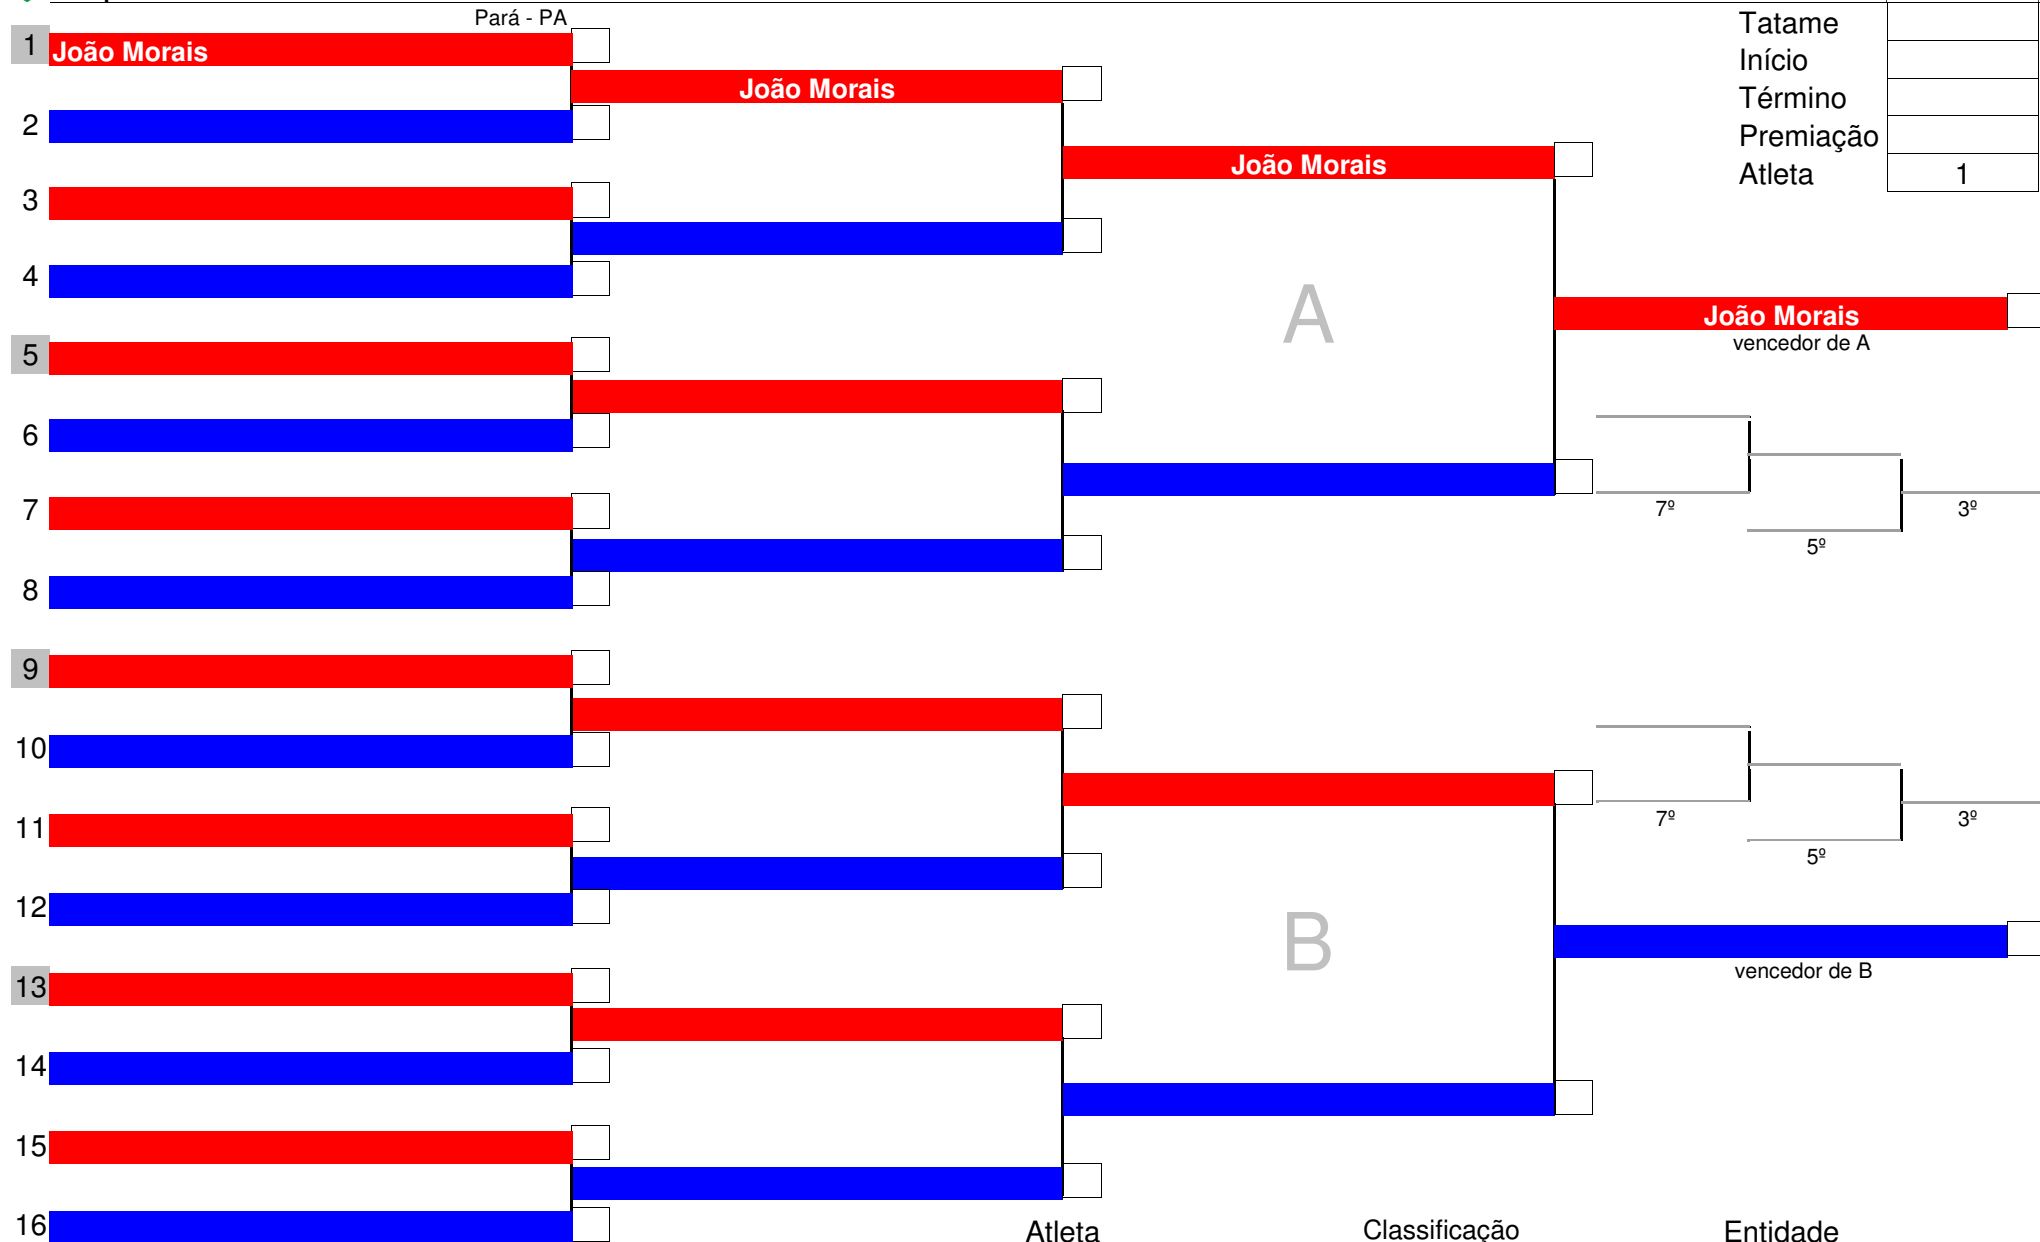 Pará - PA
Tatame
1 João Morais
Início
João Morais
Término
2
Premiação
João Morais
Atleta 1
3
4
A
João Morais
vencedor de A
5
6
7
7º 3º
5º
8
9
10
11
7º 3º
5º
12
B
vencedor de B
13
14
15
16
Atleta Classificação Entidade